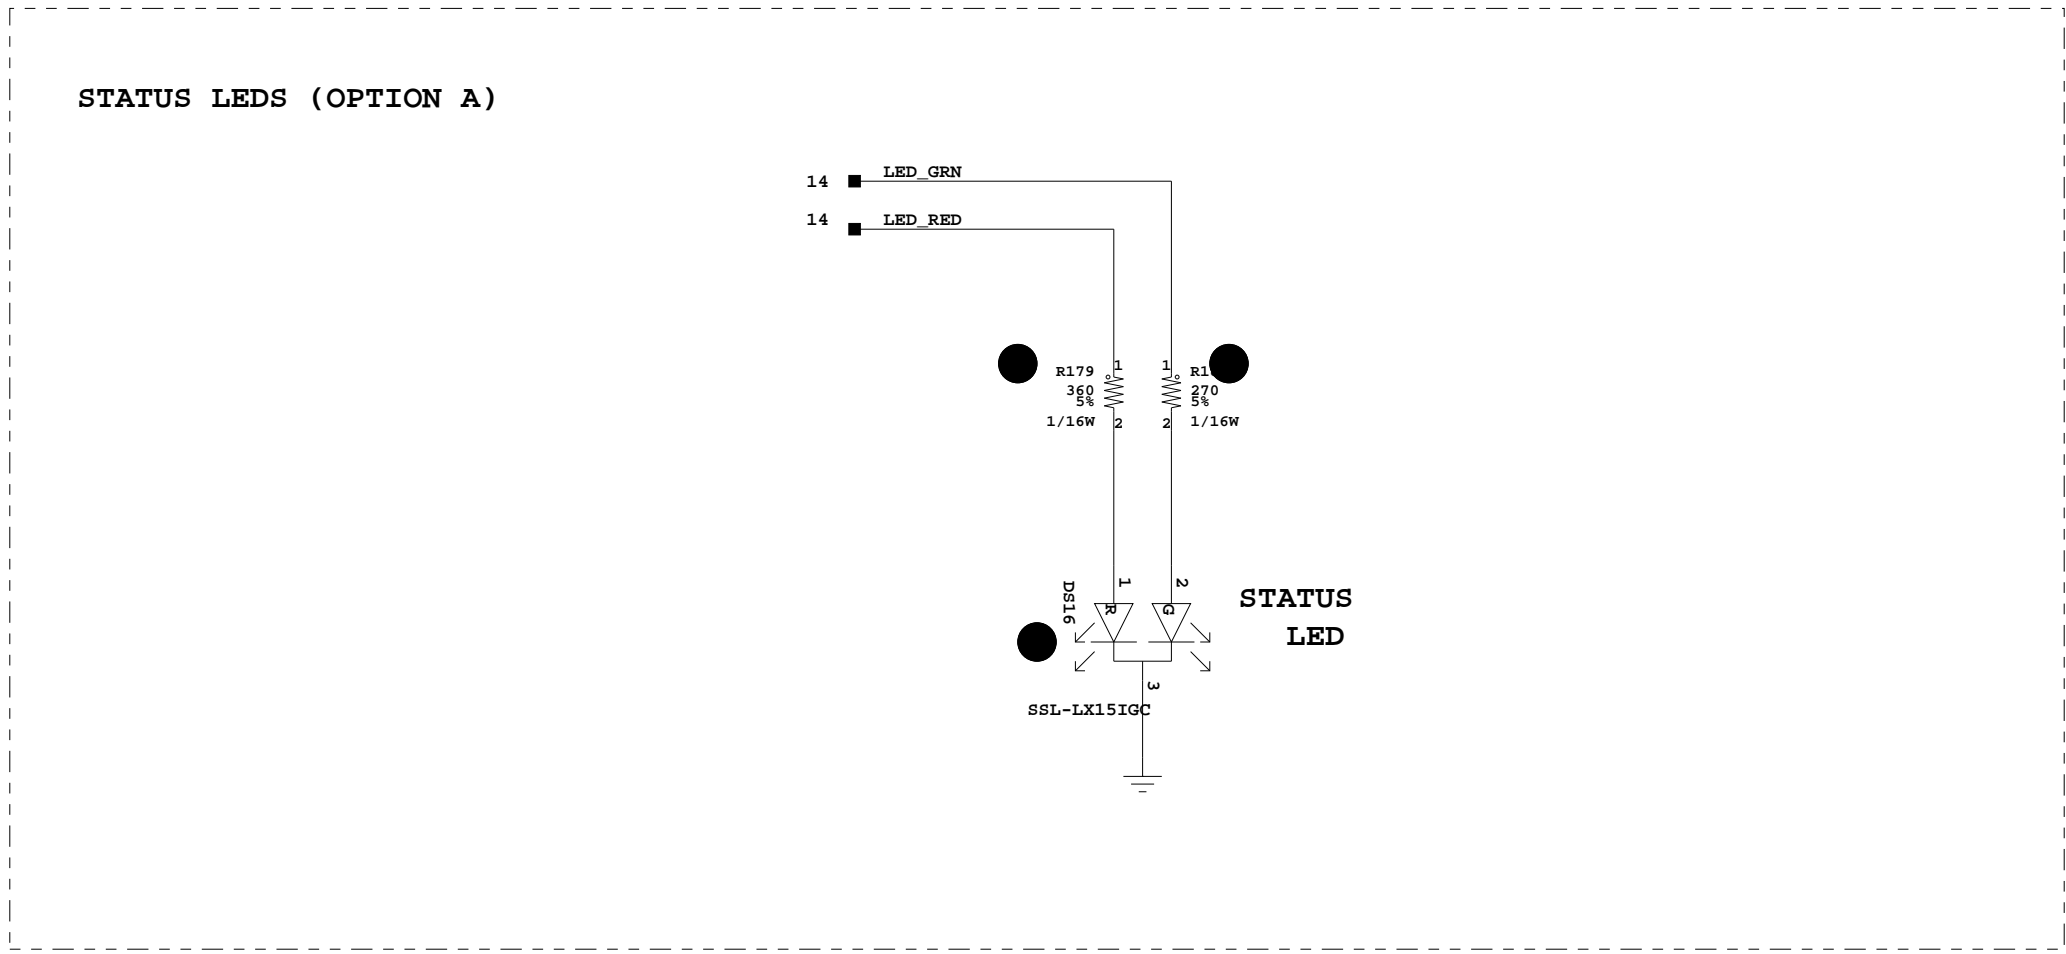 STATUS LEDS (OPTION A)
14 LED_GRN
14 LED_RED
1 1
R179
360 270
5% 5%
1/16W 2 2 1/16W
DS16 1 2
R G
STATUS
LED
3
SSL-LX15IGC